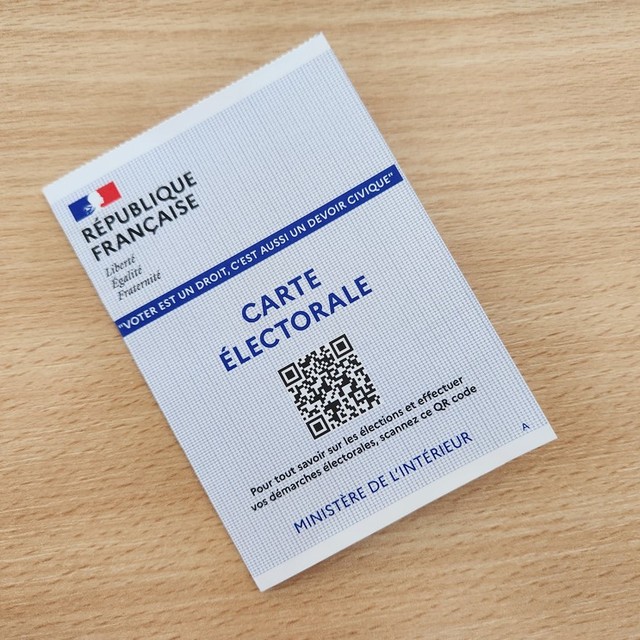 RÉPUBLIQUE
FRANÇAISE
Liberté
Égalité
Fraternité
"VOTER EST UN DROIT, C'EST AUSSI UN DEVOIR CIVIQUE"
CARTE
ÉLECTORALE
Pour tout savoir sur les élections et effectuer
vos démarches électorales, scannez ce QR code
MINISTÈRE DE L'INTÉRIEUR
A